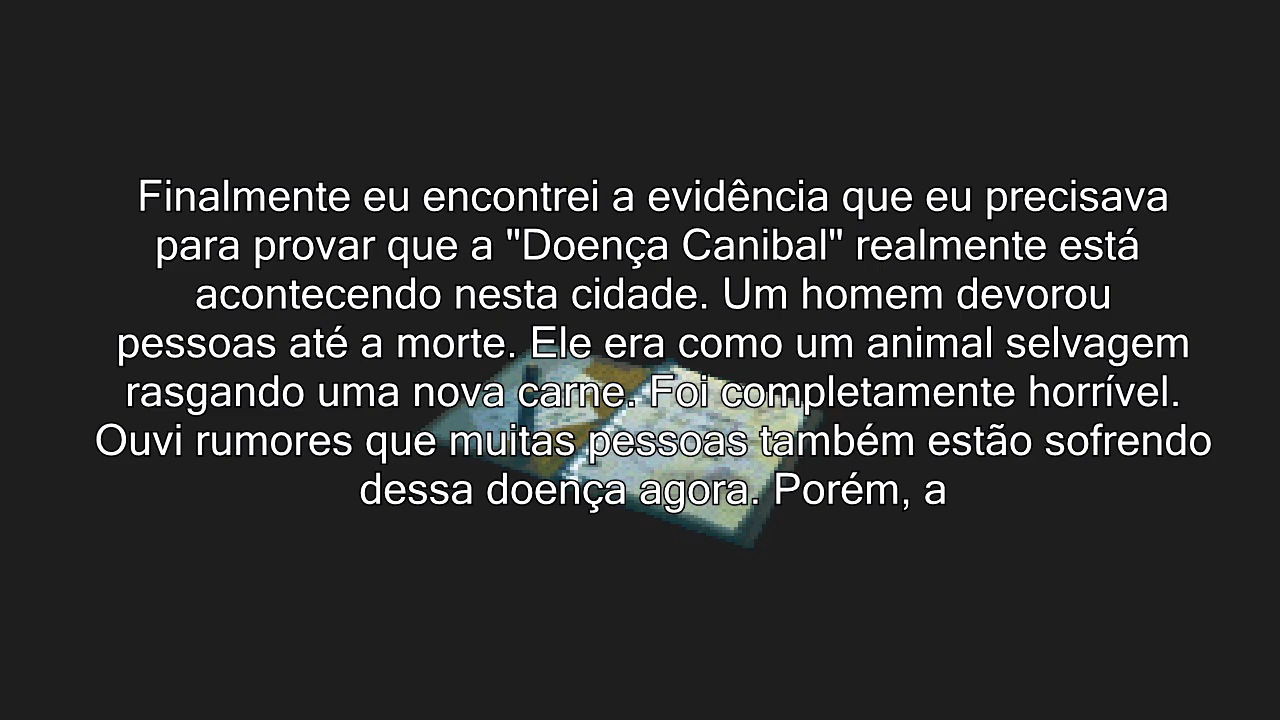 Finalmente eu encontrei a evidência que eu precisava
para provar que a "Doença Canibal" realmente está
acontecendo nesta cidade. Um homem devorou
pessoas até a morte. Ele era como um animal selvagem
rasgando uma nova carne. Foi completamente horrível.
Ouvi rumores que muitas pessoas também estão sofrendo
dessa doença agora. Porém, a